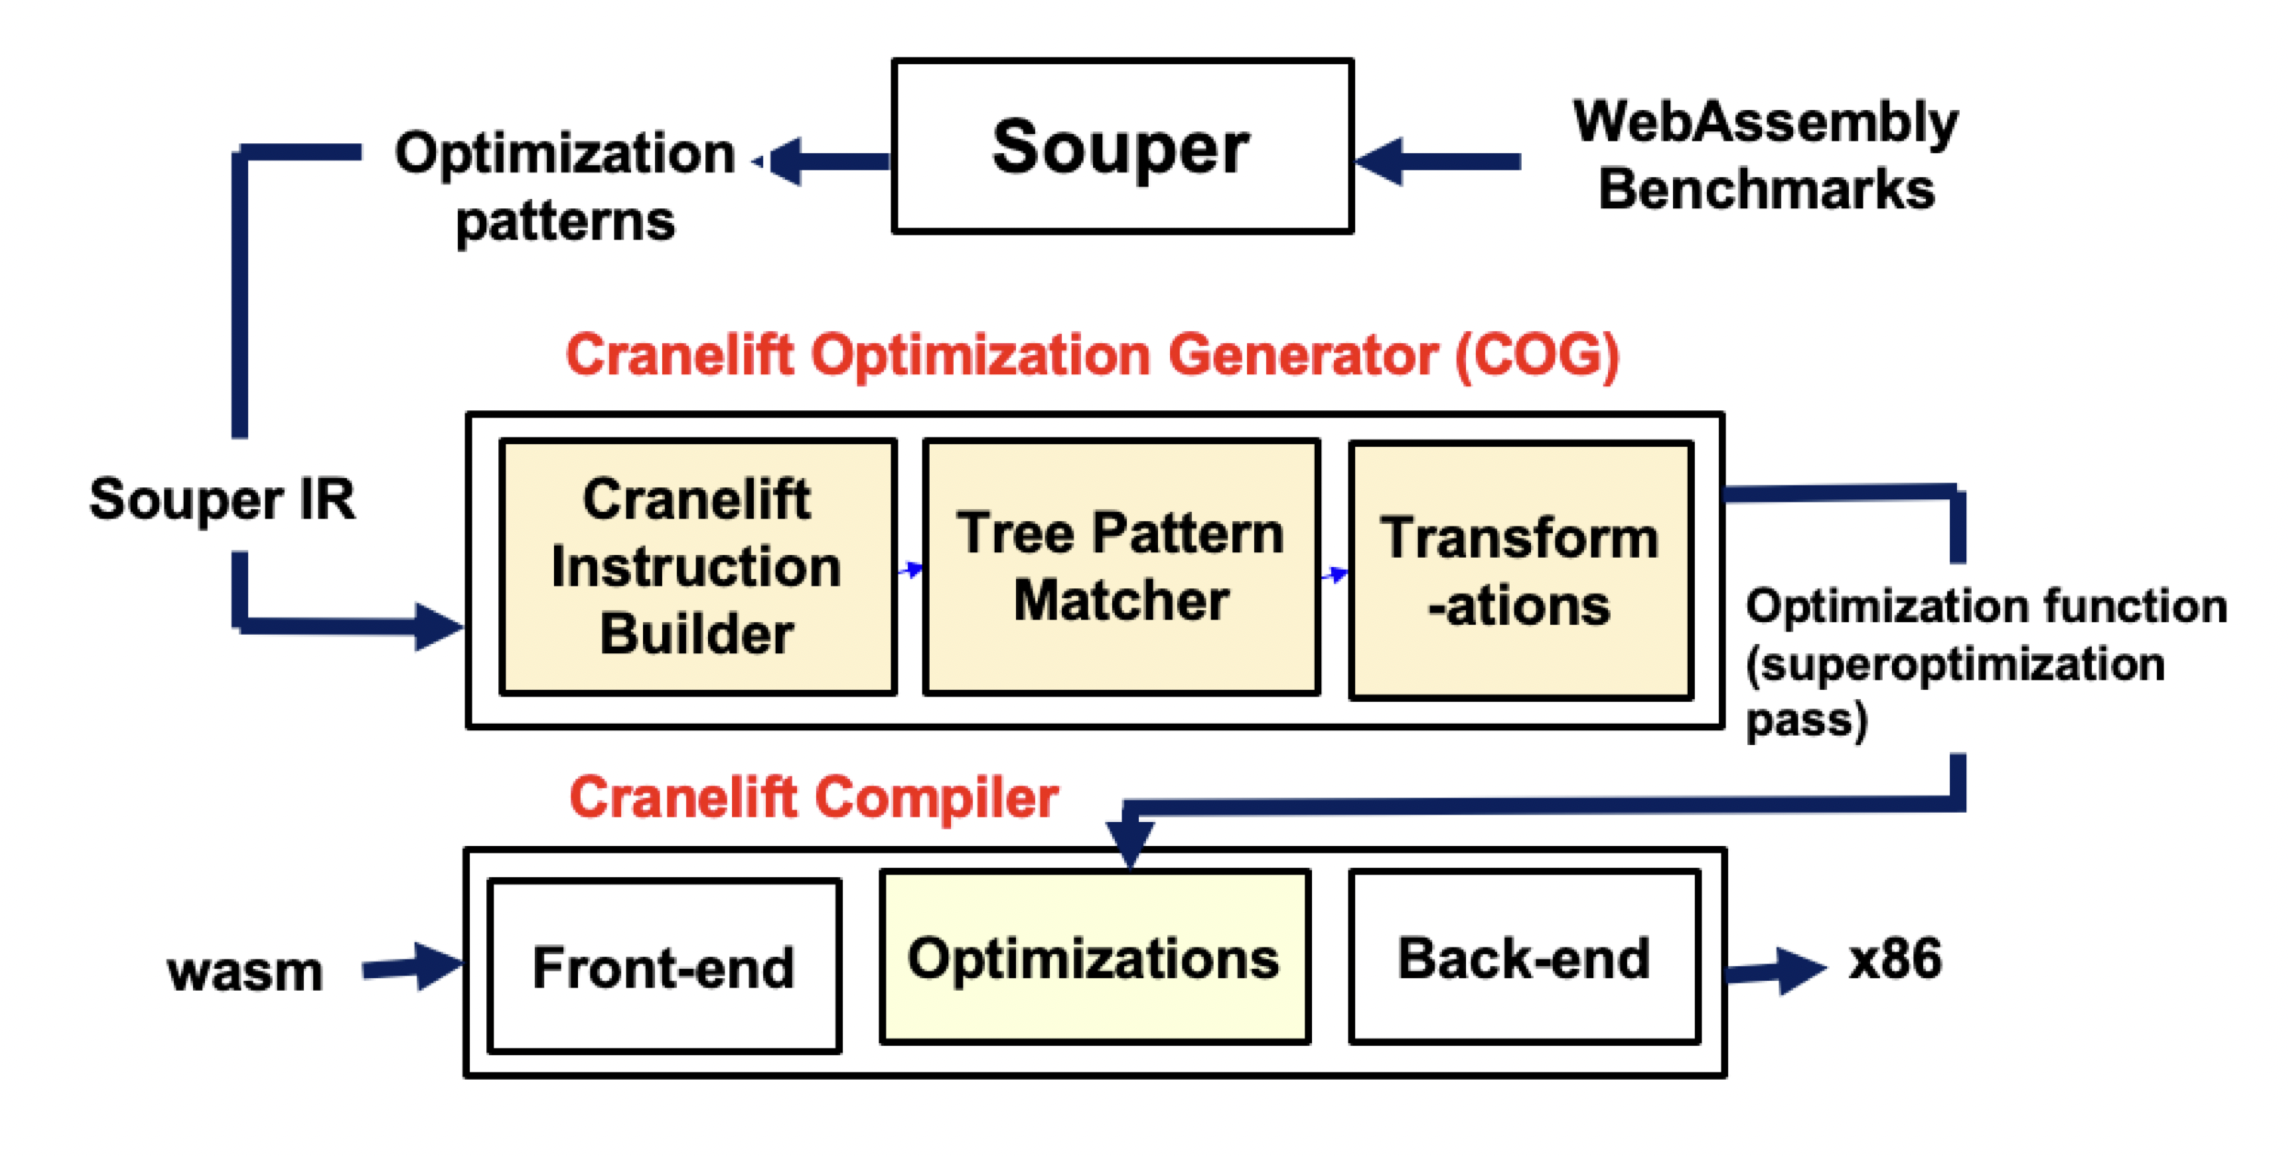 Souper
WebAssembly
Benchmarks
Optimization
patterns
Souper IR
Cranelift Optimization Generator (COG)
Cranelift
Instruction
Builder
Tree Pattern
Matcher
Transform
-ations
Optimization function
(superoptimization
pass)
Cranelift Compiler
wasm
Front-end
Optimizations
Back-end
x86